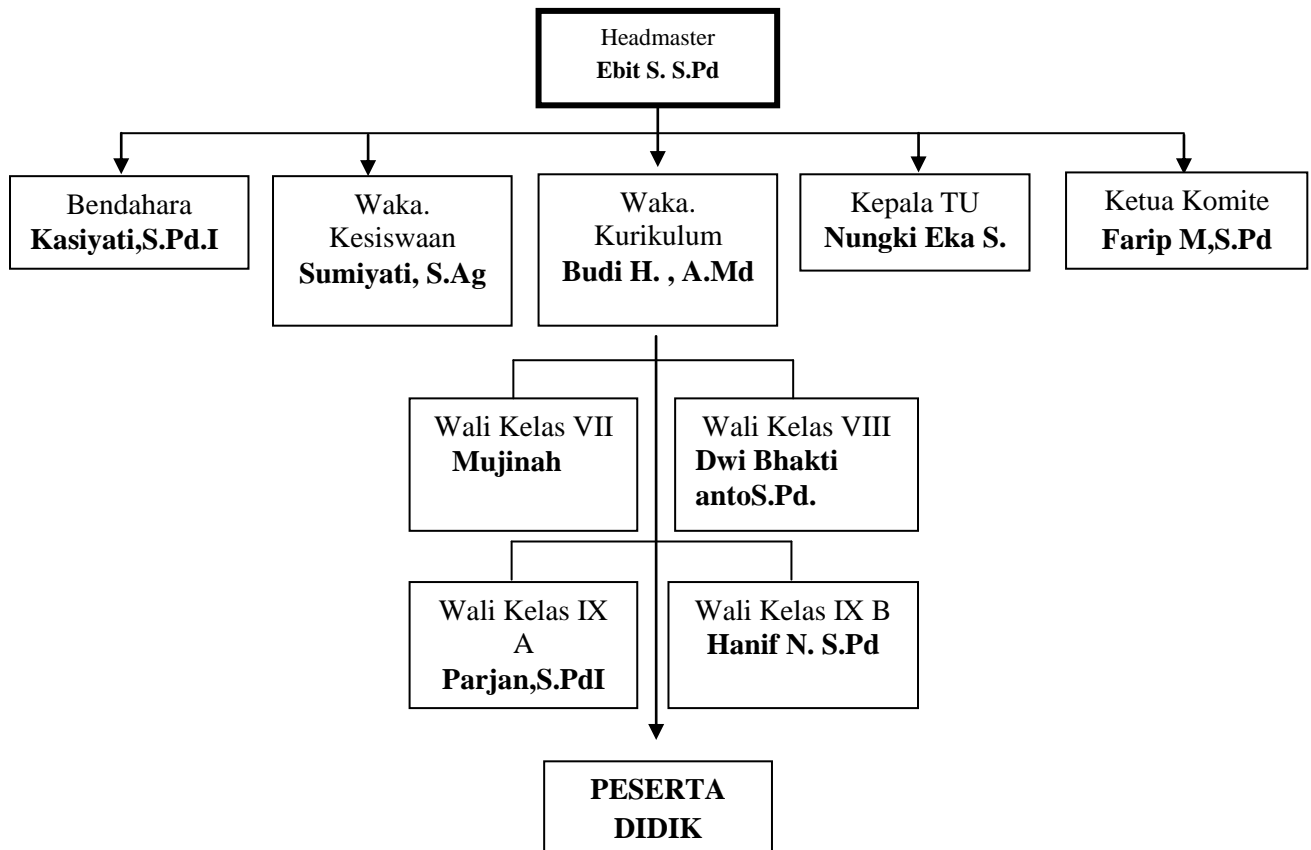 Headmaster
Ebit S. S.Pd
Bendahara
Kasiyati,S.Pd.I
Waka.
Kesiswaan
Sumiyati, S.Ag
Waka.
Kurikulum
Budi H. , A.Md
Kepala TU
Nungki Eka S.
Ketua Komite
Farip M,S.Pd
Wali Kelas VII
Mujinah
Wali Kelas VIII
Dwi Bhakti
antoS.Pd.
Wali Kelas IX
A
Parjan,S.PdI
Wali Kelas IX B
Hanif N. S.Pd
PESERTA
DIDIK